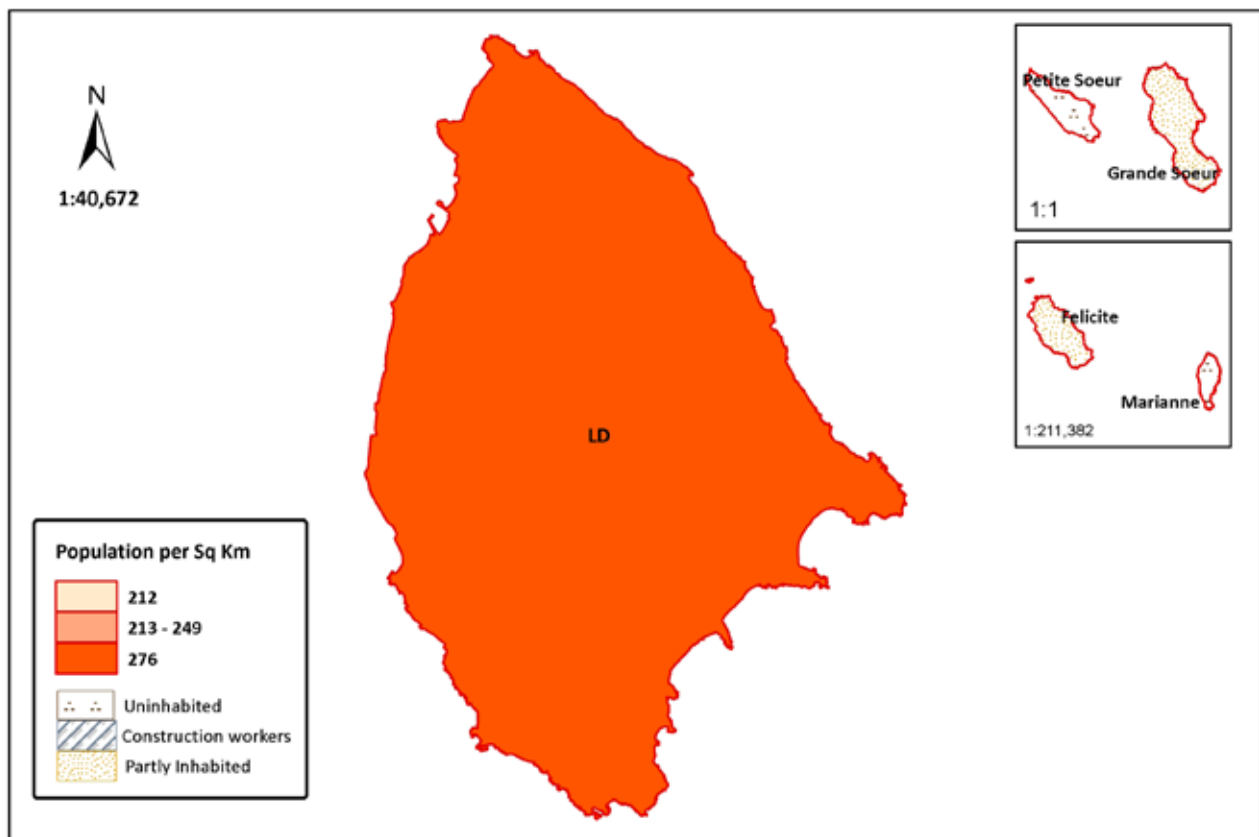 N
1:40,672
LD
Petite Soeur
Grande Soeur
1:1
Felicite
Marianne
1:211,382
Population per Sq Km
212
213 - 249
276
Uninhabited
Construction workers
Partly Inhabited